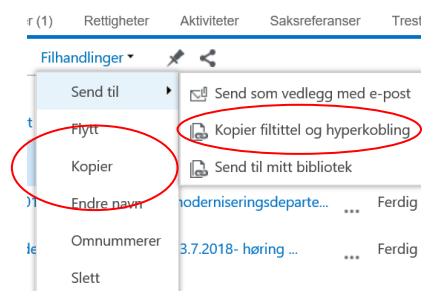 r (1) Rettigheter Aktiviteter Saksreferanser Trest
Filhandlinger
Send til Send som vedlegg med e-post
Flytt Kopier filtittel og hyperkobling
Kopier Send til mitt bibliotek
Endre navn moderniseringsdeparte... ... Ferdig
Omnummerer 3.7.2018- høring ... ... Ferdig
Slett